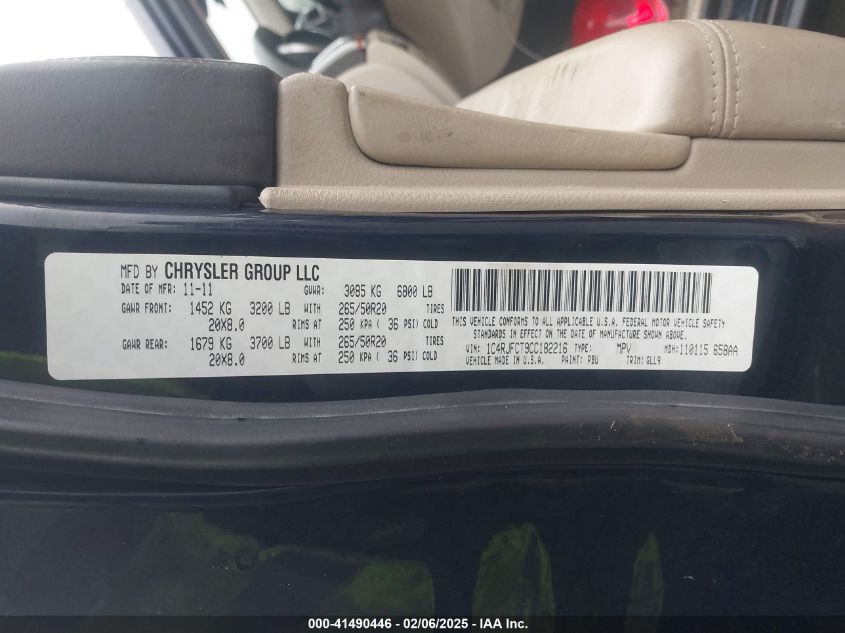 MFD BY CHRYSLER GROUP LLC
DATE OF MFR: 11-11 GVWR: 3085 KG 6800 LB
GAWR FRONT: 1452 KG 3200 LB WITH 265/50R20 TIRES
20X8.0 RIMS AT 250 KPA ( 36 PSI) COLD
GAWR REAR: 1679 KG 3700 LB WITH 265/50R20 TIRES
20X8.0 RIMS AT 250 KPA ( 36 PSI) COLD
THIS VEHICLE CONFORMS TO ALL APPLICABLE U.S.A. FEDERAL MOTOR VEHICLE SAFETY
STANDARDS IN EFFECT ON THE DATE OF MANUFACTURE SHOWN ABOVE.
VIN: 1C4RJFCT9CC182216 TYPE: MPV MDH: 110115 658AA
VEHICLE MADE IN U.S.A. PAINT: PBU TRIM: GLL9
000-41490446 - 02/06/2025 - IAA Inc.